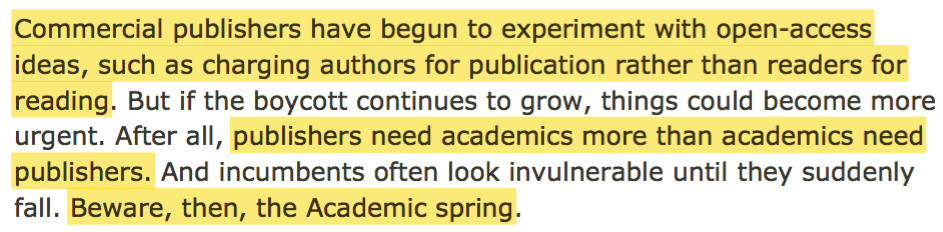 Commercial publishers have begun to experiment with open-access
ideas, such as charging authors for publication rather than readers for
reading. But if the boycott continues to grow, things could become more
urgent. After all, publishers need academics more than academics need
publishers. And incumbents often look invulnerable until they suddenly
fall. Beware, then, the Academic spring.